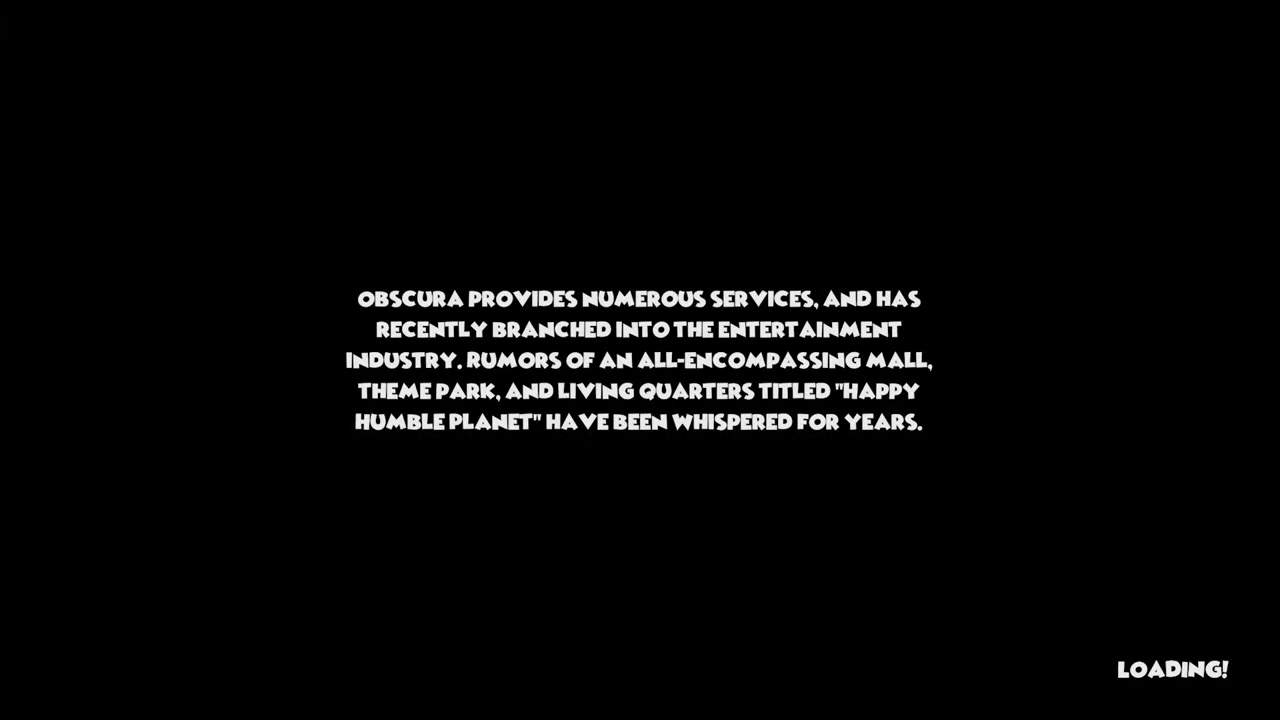 OBSCURA PROVIDES NUMEROUS SERVICES, AND HAS
RECENTLY BRANCHED INTO THE ENTERTAINMENT
INDUSTRY. RUMORS OF AN ALL-ENCOMPASSING MALL,
THEME PARK, AND LIVING QUARTERS TITLED "HAPPY
HUMBLE PLANET" HAVE BEEN WHISPERED FOR YEARS.
LOADING!